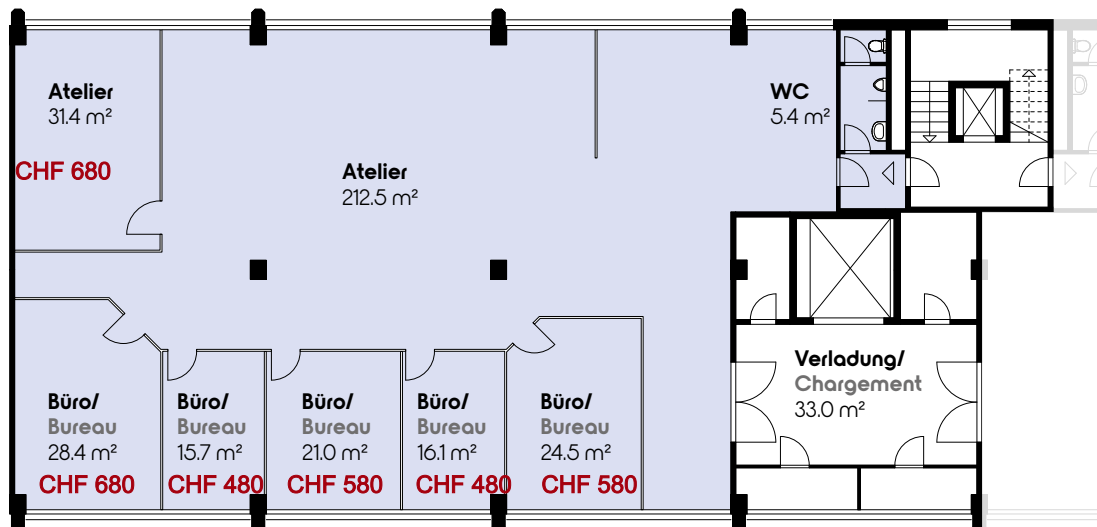 Atelier
31.4 m²
CHF 680
Atelier
212.5 m²
WC
5.4 m²
Verladung/
Chargement
33.0 m²
Büro/
Bureau
28.4 m²
CHF 680
Büro/
Bureau
15.7 m²
CHF 480
Büro/
Bureau
21.0 m²
CHF 580
Büro/
Bureau
16.1 m²
CHF 480
Büro/
Bureau
24.5 m²
CHF 580